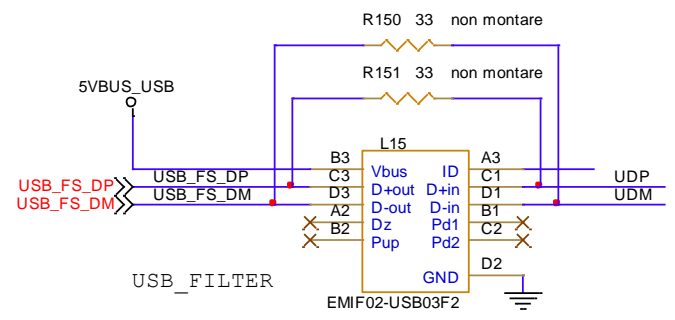 R150 33 non montare
R151 33 non montare
5VBUS_USB
L15
B3 Vbus ID A3
USB_FS_DP USB_FS_DP C3 D+out D+in C1 UDP
USB_FS_DM USB_FS_DM D3 D-out D-in D1 UDM
A2 Dz Pd1 B1
B2 Pup Pd2 C2
GND D2
USB_FILTER
EMIF02-USB03F2